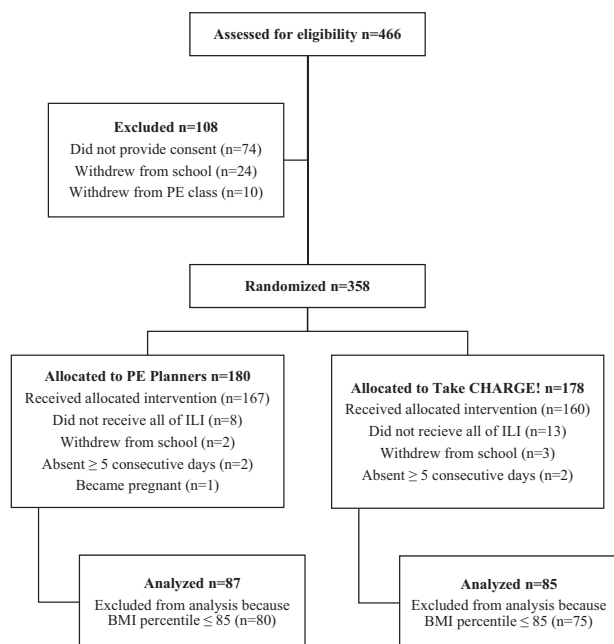 Assessed for eligibility n=466
Excluded n=108
Did not provide consent (n=74)
Withdrew from school (n=24)
Withdrew from PE class (n=10)
Randomized n=358
Allocated to PE Planners n=180
Received allocated intervention (n=167)
Did not receive all of ILI (n=8)
Withdrew from school (n=2)
Absent ≥ 5 consecutive days (n=2)
Became pregnant (n=1)
Allocated to Take CHARGE! n=178
Received allocated intervention (n=160)
Did not recieve all of ILI (n=13)
Withdrew from school (n=3)
Absent ≥ 5 consecutive days (n=2)
Analyzed n=87
Excluded from analysis because
BMI percentile ≤ 85 (n=80)
Analyzed n=85
Excluded from analysis because
BMI percentile ≤ 85 (n=75)